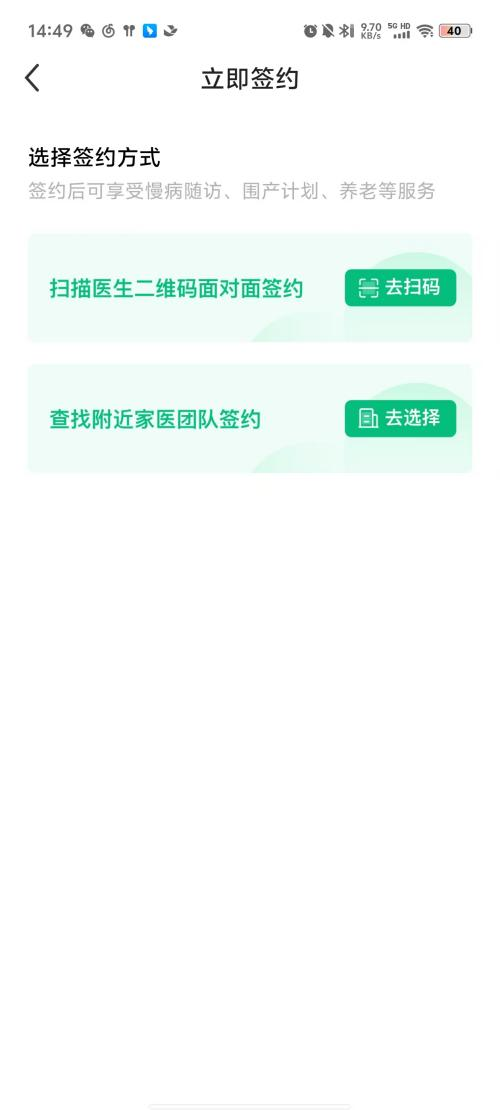 14:49
9.70 KB/s 5G HD 40
立即签约
选择签约方式
签约后可享受慢病随访、围产计划、养老等服务
扫描医生二维码面对面签约 去扫码
查找附近家医团队签约 去选择